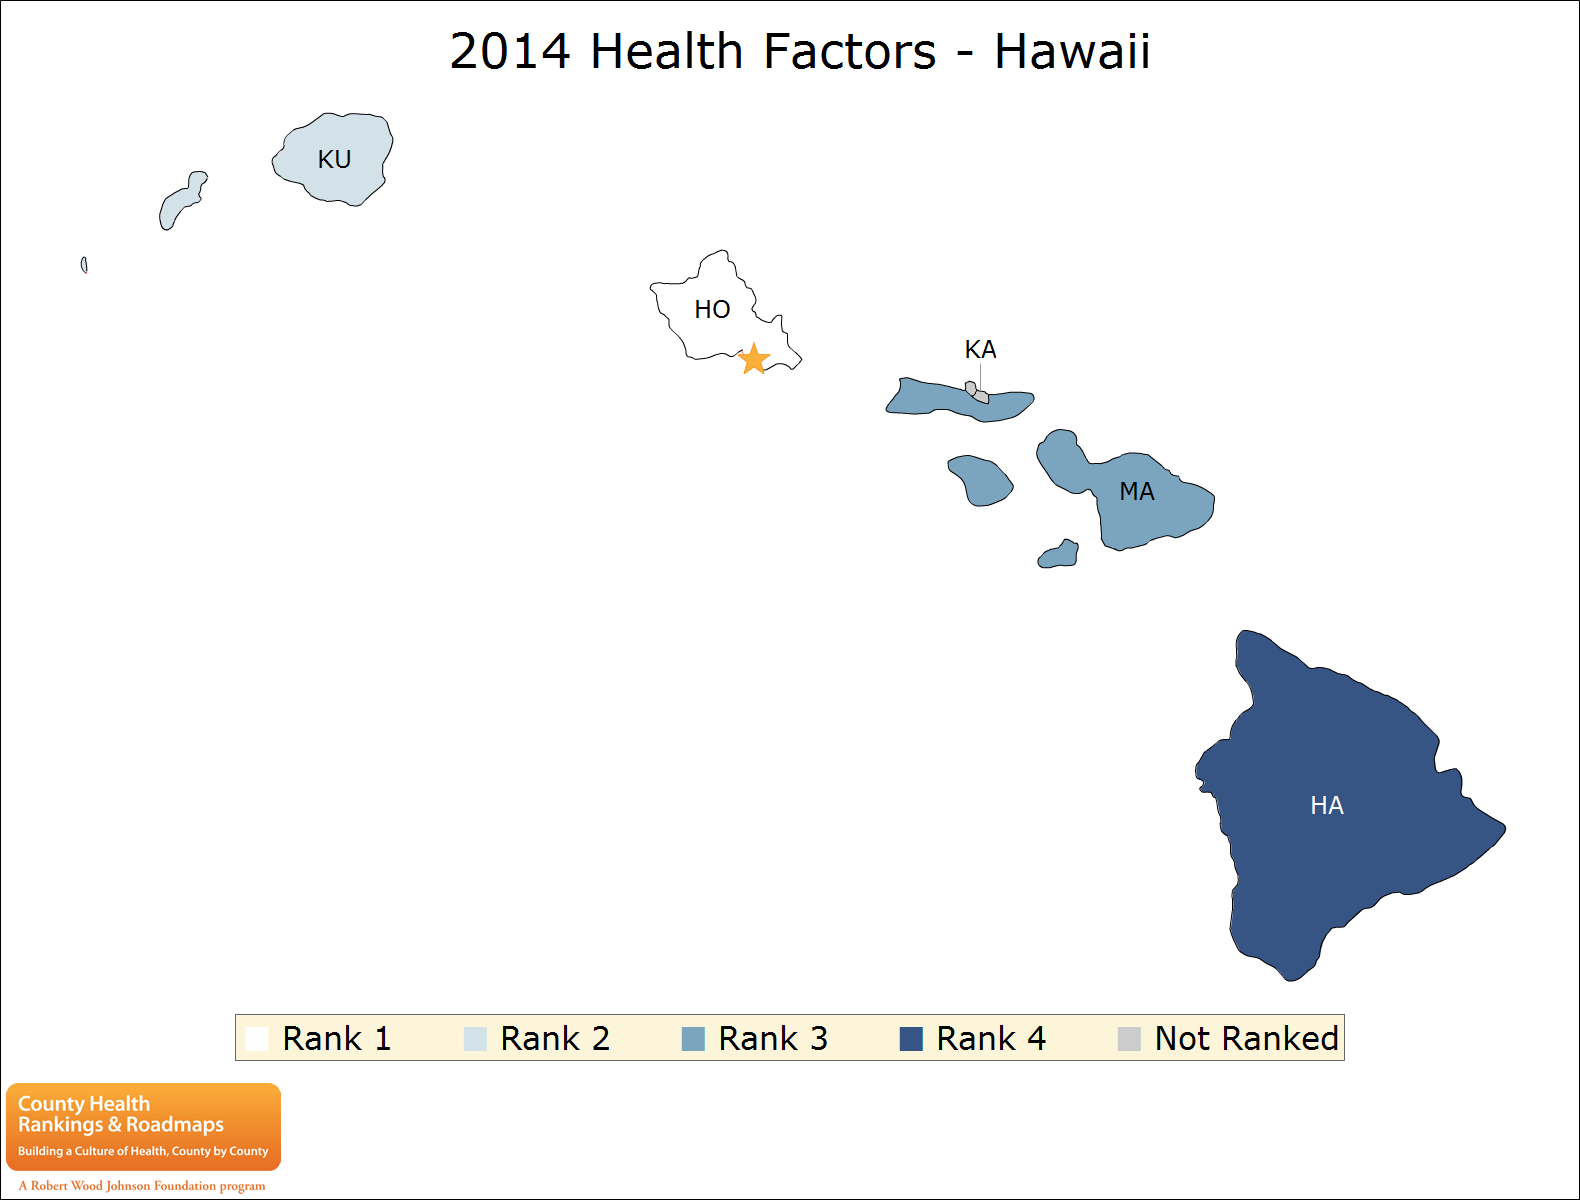 2014 Health Factors - Hawaii
KU
HO
KA
MA
HA
Rank 1
Rank 2
Rank 3
Rank 4
Not Ranked
County Health
Rankings & Roadmaps
Building a Culture of Health, County by County
A Robert Wood Johnson Foundation program